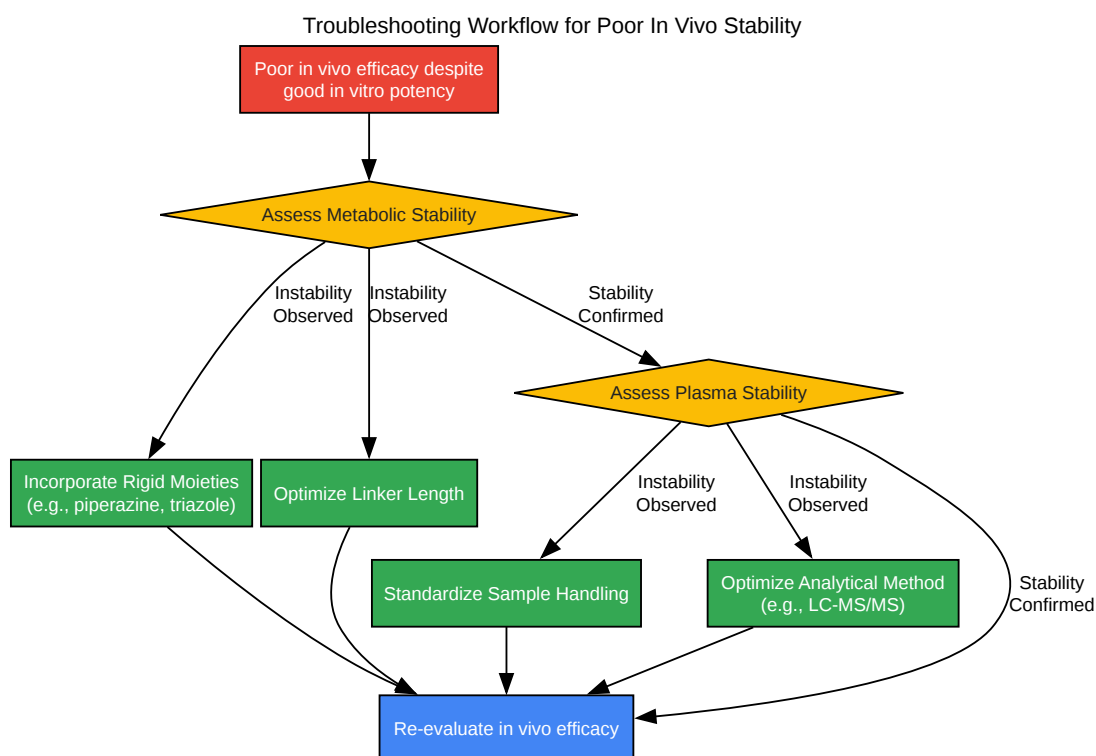 Troubleshooting Workflow for Poor In Vivo Stability
Poor in vivo efficacy despite
good in vitro potency
Assess Metabolic Stability
Instability
Observed
Instability
Observed
Stability
Confirmed
Assess Plasma Stability
Incorporate Rigid Moieties
(e.g., piperazine, triazole)
Optimize Linker Length
Instability
Observed
Instability
Observed
Stability
Confirmed
Standardize Sample Handling
Optimize Analytical Method
(e.g., LC-MS/MS)
Re-evaluate in vivo efficacy